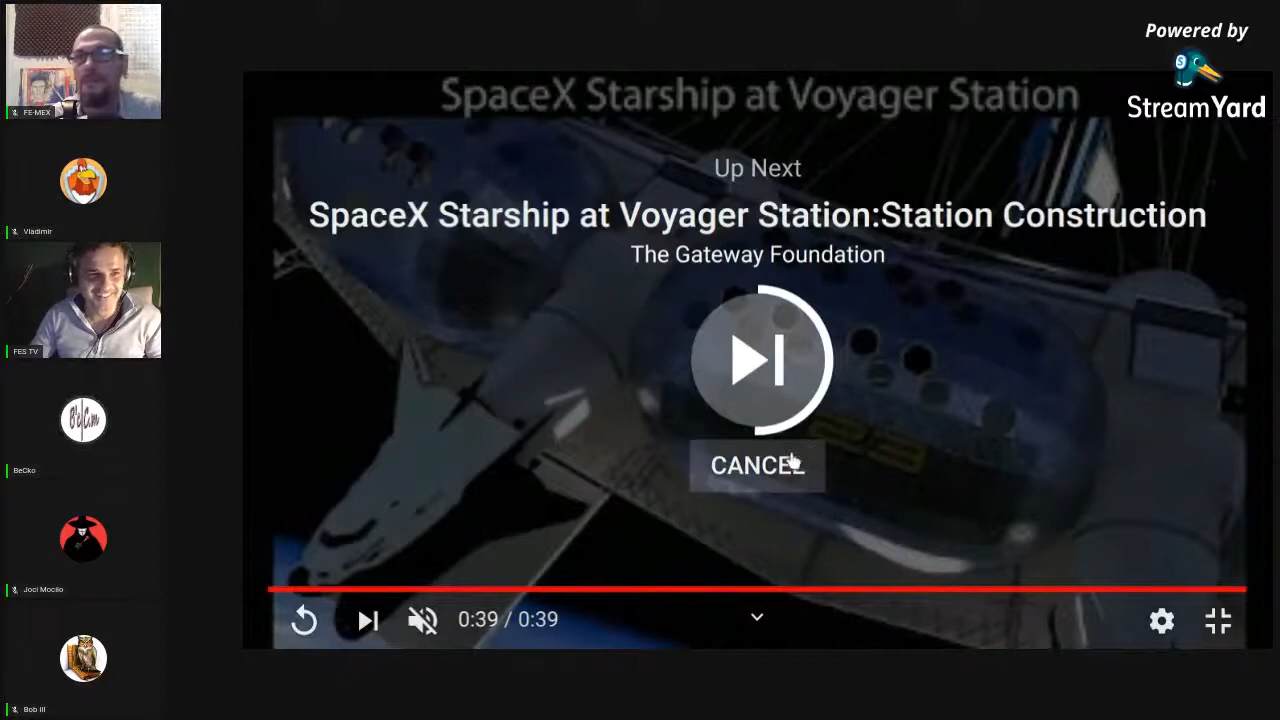 FE-MEX
Vladimir
FES TV
BeCko
Joci Mocilo
Bob III
Powered by
StreamYard
SpaceX Starship at Voyager Station
Up Next
SpaceX Starship at Voyager Station:Station Construction
The Gateway Foundation
CANCEL
0:39 / 0:39